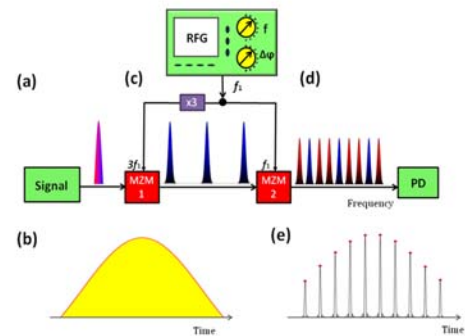 (a)
(c)
RFG
f
Δφ
(d)
f₁
x3
3f₁
f₁
Signal
MZM
1
MZM
2
PD
Frequency
(b)
(e)
Time
Time